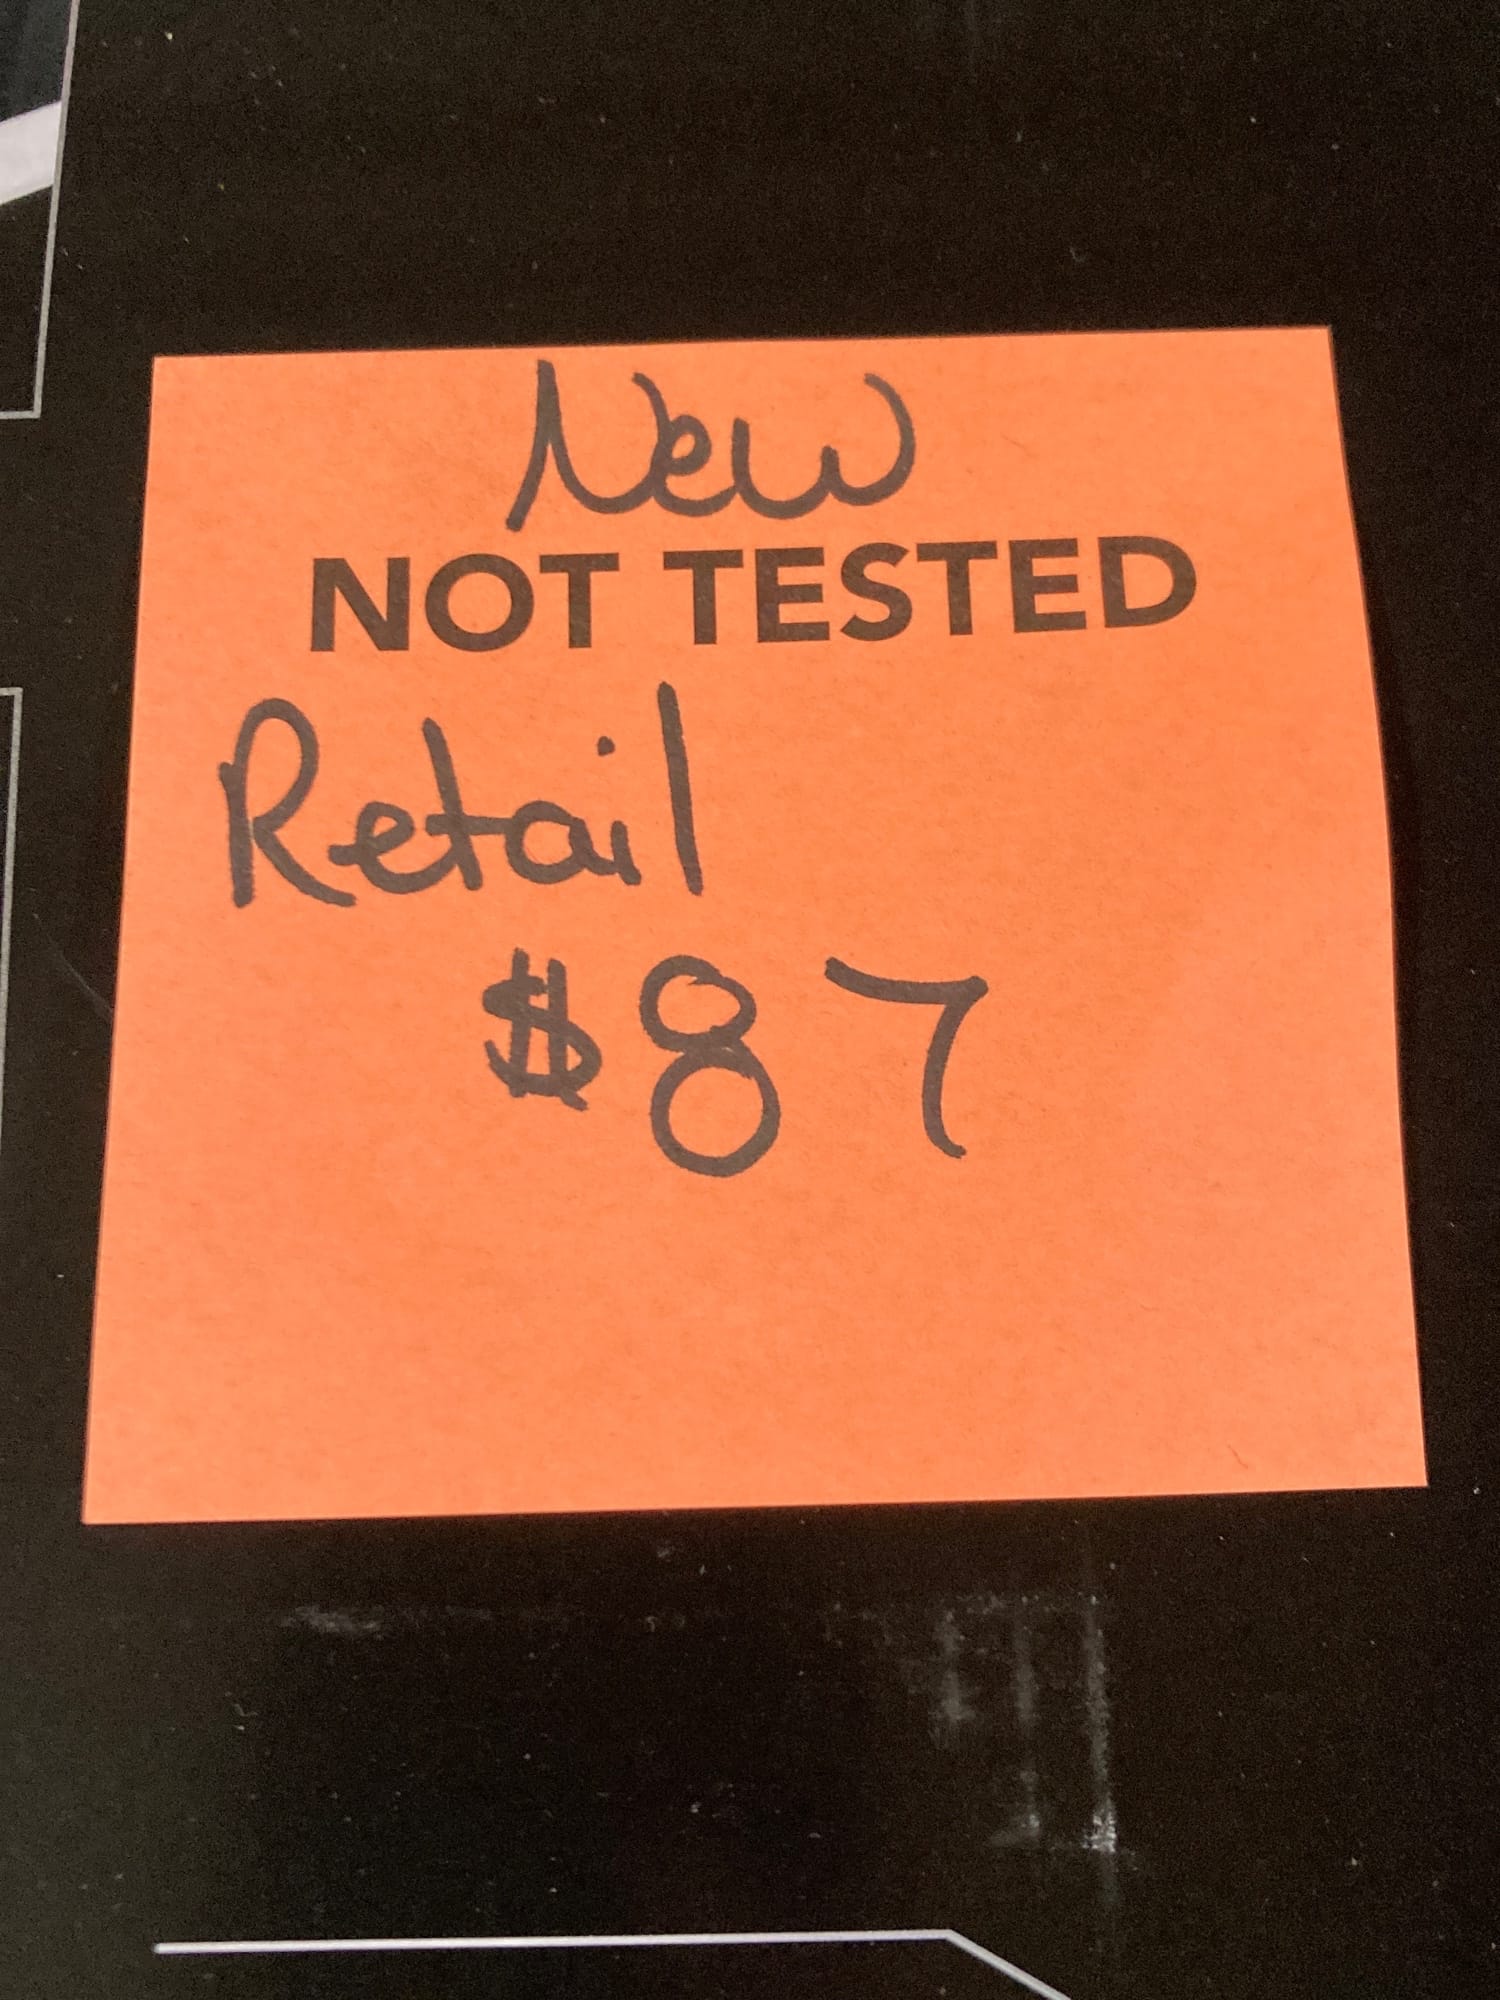 New
NOT TESTED
Retail
$87